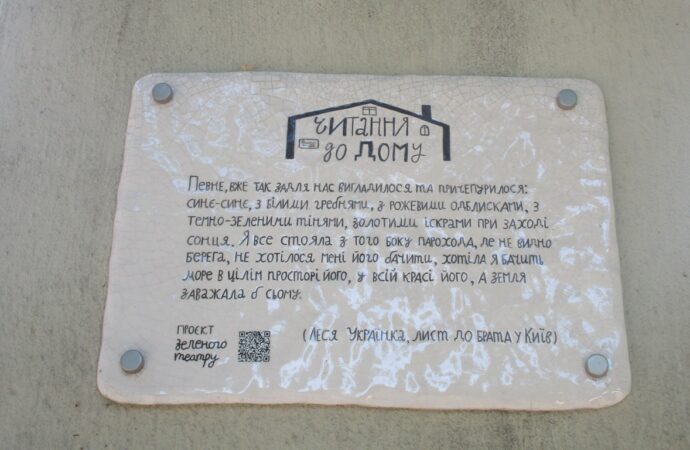 читання
до дому
Певне, вже так задля нас вигладилося та причепурилося:
синє-синє, з білими гребнями, з рожевими одблисками, з
темно-зеленими тінями, золотими іскрами при заході
сонця. Я все стояла з того боку парохода, де не видно
берега, не хотілося мені його бачити, хотіла я бачить
море в цілім просторі його, у всій красі його, а земля
заважала б сьому.
проєкт
зеленого
театру
(Леся Українка, лист до брата у Київ)